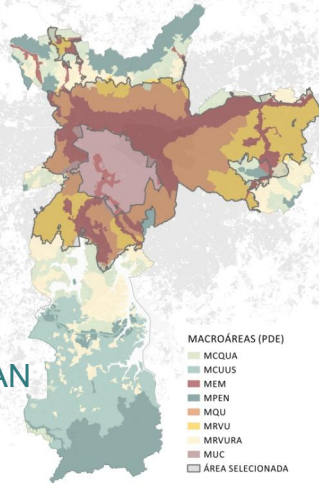 AN
MACROÁREAS (PDE)
MCQUA
MCUUS
MEM
MPEN
MQU
MRVU
MRVURA
MUC
ÁREA SELECIONADA